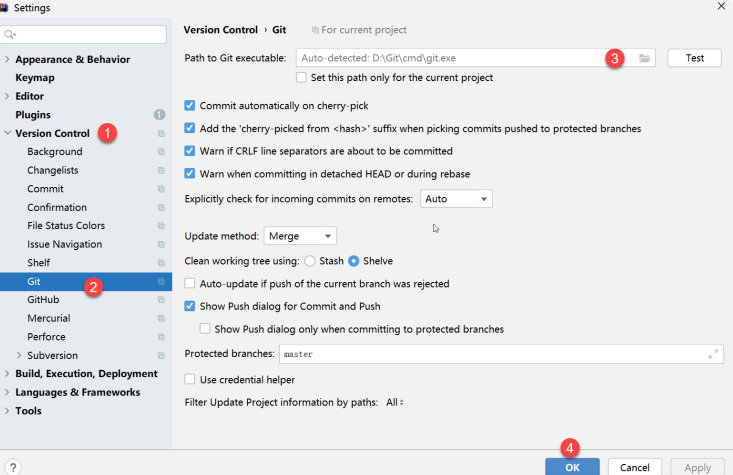 Settings
Version Control › Git
For current project
Path to Git executable:
Auto-detected: D:\Git\cmd\git.exe
3
Test
Set this path only for the current project
Appearance & Behavior
Keymap
Editor
Plugins
1
Version Control
1
Background
Changelists
Commit
Confirmation
File Status Colors
Issue Navigation
Shelf
Git
2
GitHub
Mercurial
Perforce
Subversion
Build, Execution, Deployment
Languages & Frameworks
Tools
Commit automatically on cherry-pick
Add the 'cherry-picked from <hash>' suffix when picking commits pushed to protected branches
Warn if CRLF line separators are about to be committed
Warn when committing in detached HEAD or during rebase
Explicitly check for incoming commits on remotes: Auto
Update method: Merge
Clean working tree using: Stash Shelve
Auto-update if push of the current branch was rejected
Show Push dialog for Commit and Push
Show Push dialog only when committing to protected branches
Protected branches: master
Use credential helper
Filter Update Project information by paths: All
4
?
OK
Cancel
Apply